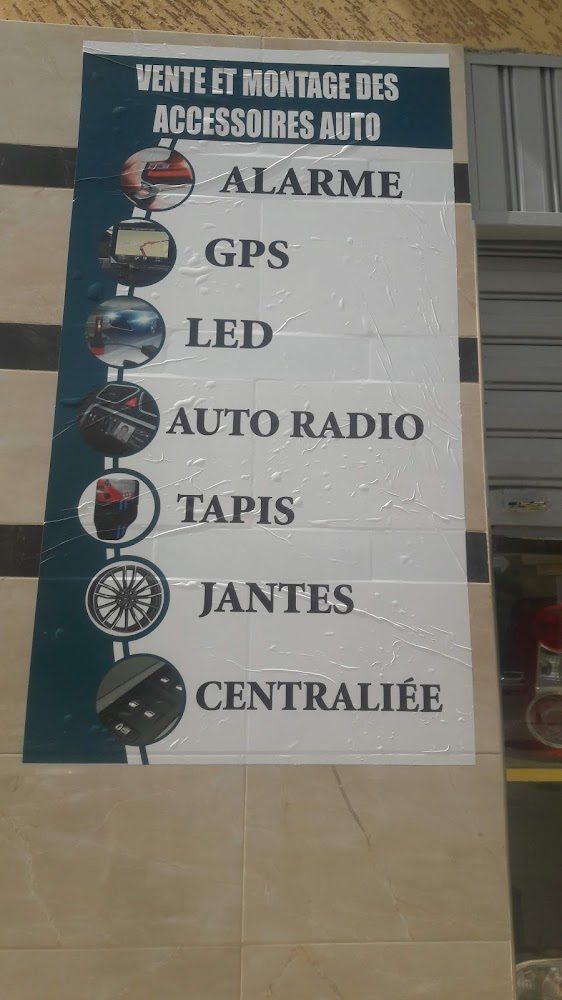 VENTE ET MONTAGE DES
ACCESSOIRES AUTO
ALARME
GPS
LED
AUTO RADIO
TAPIS
JANTES
CENTRALIÉE